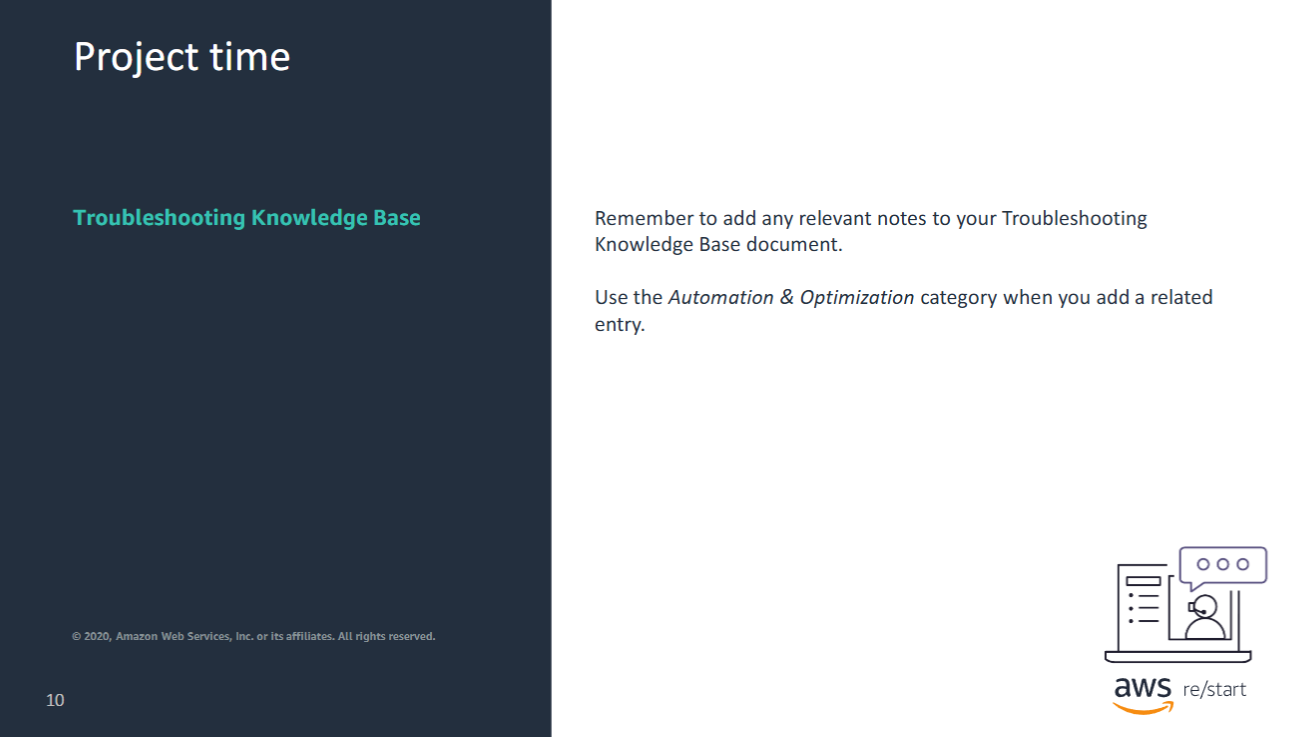 Project time
Troubleshooting Knowledge Base
Remember to add any relevant notes to your Troubleshooting
Knowledge Base document.
Use the Automation & Optimization category when you add a related
entry.
© 2020, Amazon Web Services, Inc. or its affiliates. All rights reserved.
10
aws re/start